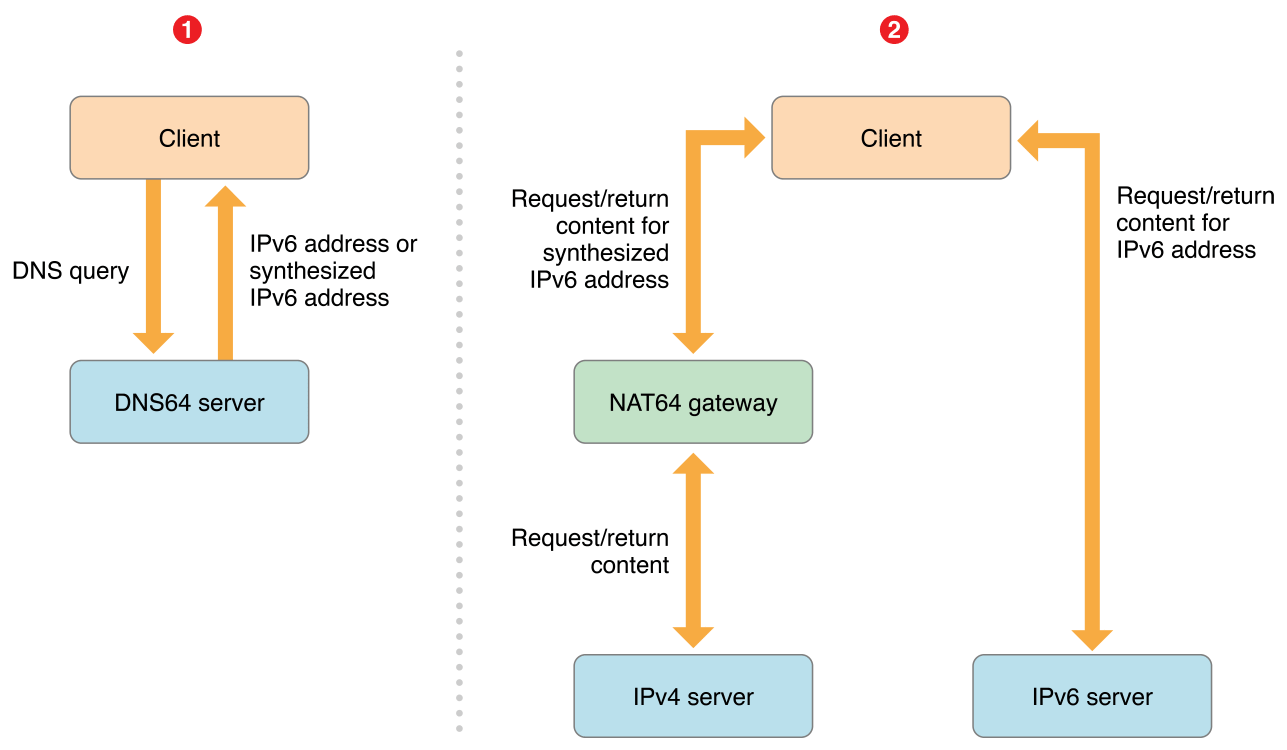 1
Client
DNS query
IPv6 address or
synthesized
IPv6 address
DNS64 server
2
Client
Request/return
content for
synthesized
IPv6 address
Request/return
content for
IPv6 address
NAT64 gateway
Request/return
content
IPv4 server
IPv6 server